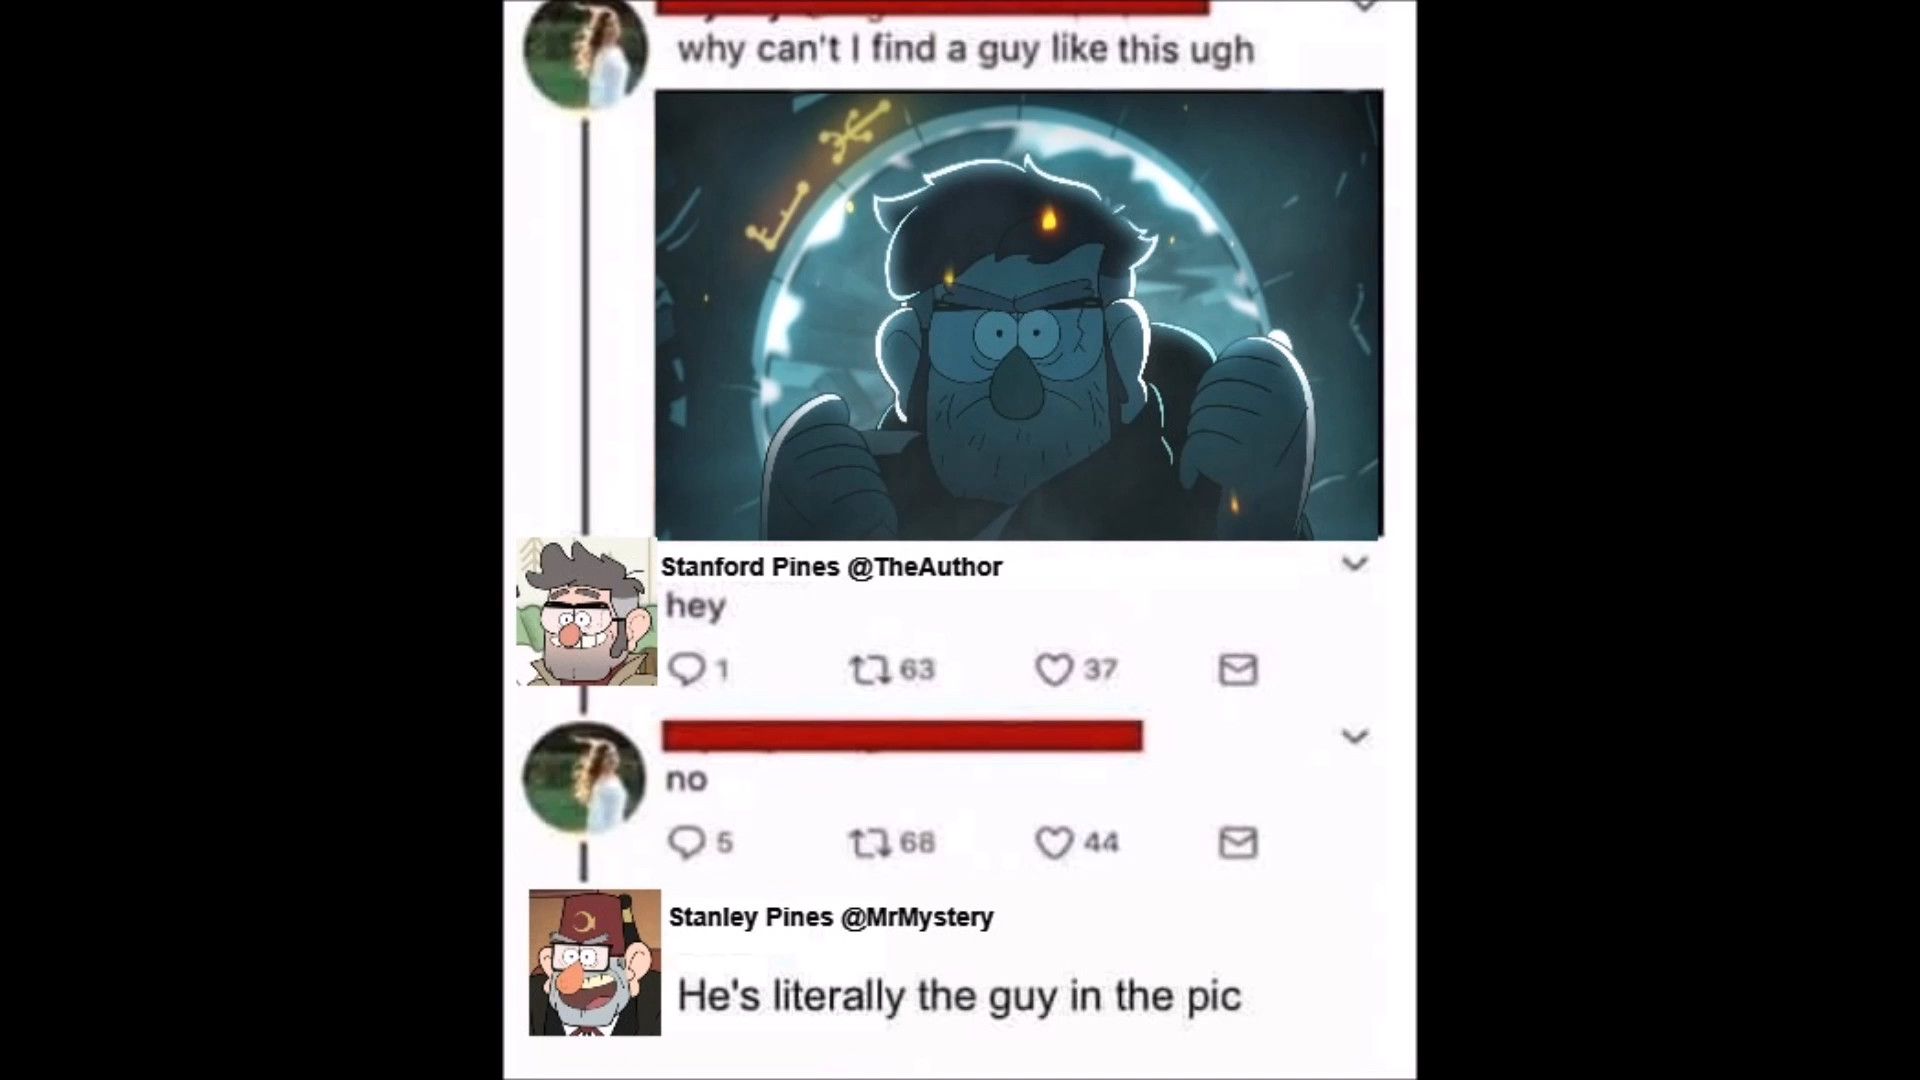 why can't I find a guy like this ugh
Stanford Pines @TheAuthor
hey
1 63 37
no
5 68 44
Stanley Pines @MrMystery
He's literally the guy in the pic